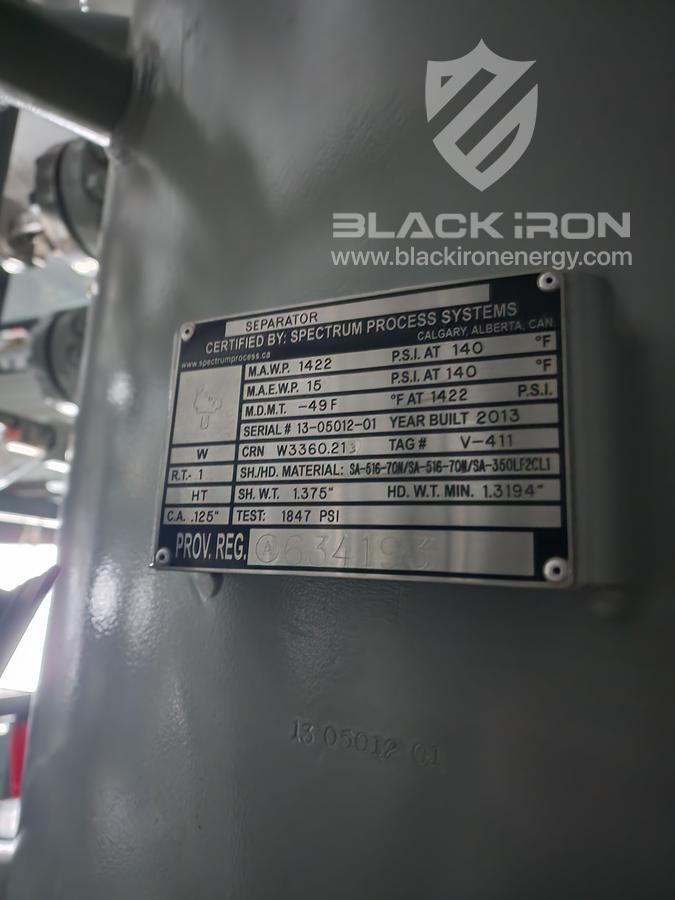 BLACK iRON
www.blackironenergy.com
SEPARATOR
CERTIFIED BY: SPECTRUM PROCESS SYSTEMS
www.spectrumprocess.ca
CALGARY, ALBERTA, CAN.
M.A.W.P. 1422 P.S.I. AT 140 °F
M.A.E.W.P. 15 P.S.I. AT 140 °F
M.D.M.T. -49F °F AT 1422 P.S.I.
U
SERIAL # 13-05012-01 YEAR BUILT 2013
W
CRN W3360.213 TAG # V-411
R.T.- 1
SH./HD. MATERIAL: SA-516-70N/SA-516-70N/SA-350LF2CL1
HT
SH. W.T. 1.375" HD. W.T. MIN. 1.3194"
C.A. .125"
TEST: 1847 PSI
PROV. REG. A 634193
13 05012 01